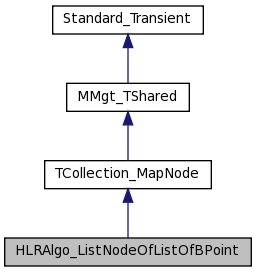 Standard_Transient
MMgt_TShared
TCollection_MapNode
HLRAlgo_ListNodeOfListOfBPoint